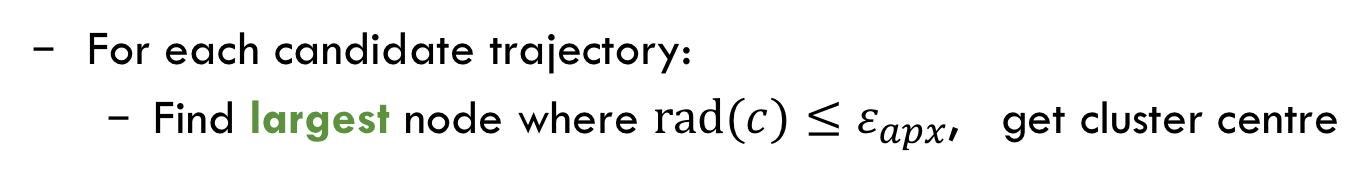 – For each candidate trajectory:
– Find largest node where rad(c) ≤ ε_apx, get cluster centre